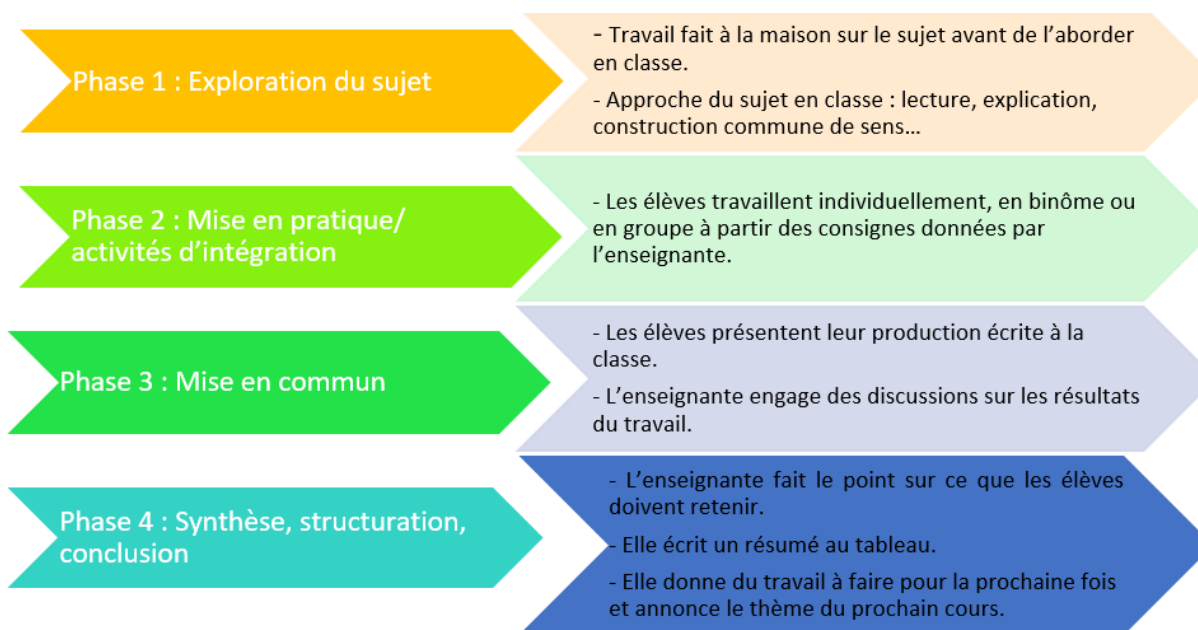 Phase 1 : Exploration du sujet
- Travail fait à la maison sur le sujet avant de l’aborder
en classe.
- Approche du sujet en classe : lecture, explication,
construction commune de sens…
Phase 2 : Mise en pratique/
activités d’intégration
- Les élèves travaillent individuellement, en binôme ou
en groupe à partir des consignes données par
l’enseignante.
Phase 3 : Mise en commun
- Les élèves présentent leur production écrite à la
classe.
- L’enseignante engage des discussions sur les résultats
du travail.
Phase 4 : Synthèse, structuration,
conclusion
- L’enseignante fait le point sur ce que les élèves
doivent retenir.
- Elle écrit un résumé au tableau.
- Elle donne du travail à faire pour la prochaine fois
et annonce le thème du prochain cours.